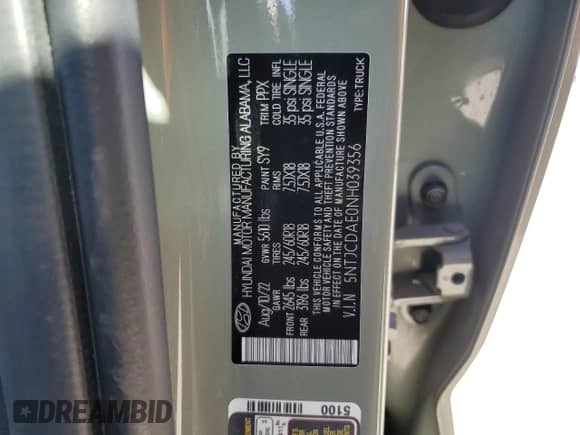 MANUFACTURED BY
HYUNDAI MOTOR MANUFACTURING ALABAMA, LLC
Aug/10/22 GVWR 5610 lbs PAINT SY9 TRIM PPX
GAWR TIRES RIMS COLD TIRE INFL
FRONT 2645 lbs 245/60R18 7.5JX18 35 psi SINGLE
REAR 3196 lbs 245/60R18 7.5JX18 35 psi SINGLE
THIS VEHICLE CONFORMS TO ALL APPLICABLE U.S.A. FEDERAL
MOTOR VEHICLE SAFETY AND THEFT PREVENTION STANDARDS
IN EFFECT ON THE DATE OF MANUFACTURE SHOWN ABOVE
V.I.N 5NTJCDAE0NH039356 TYPE:TRUCK
5100
DREAMBID